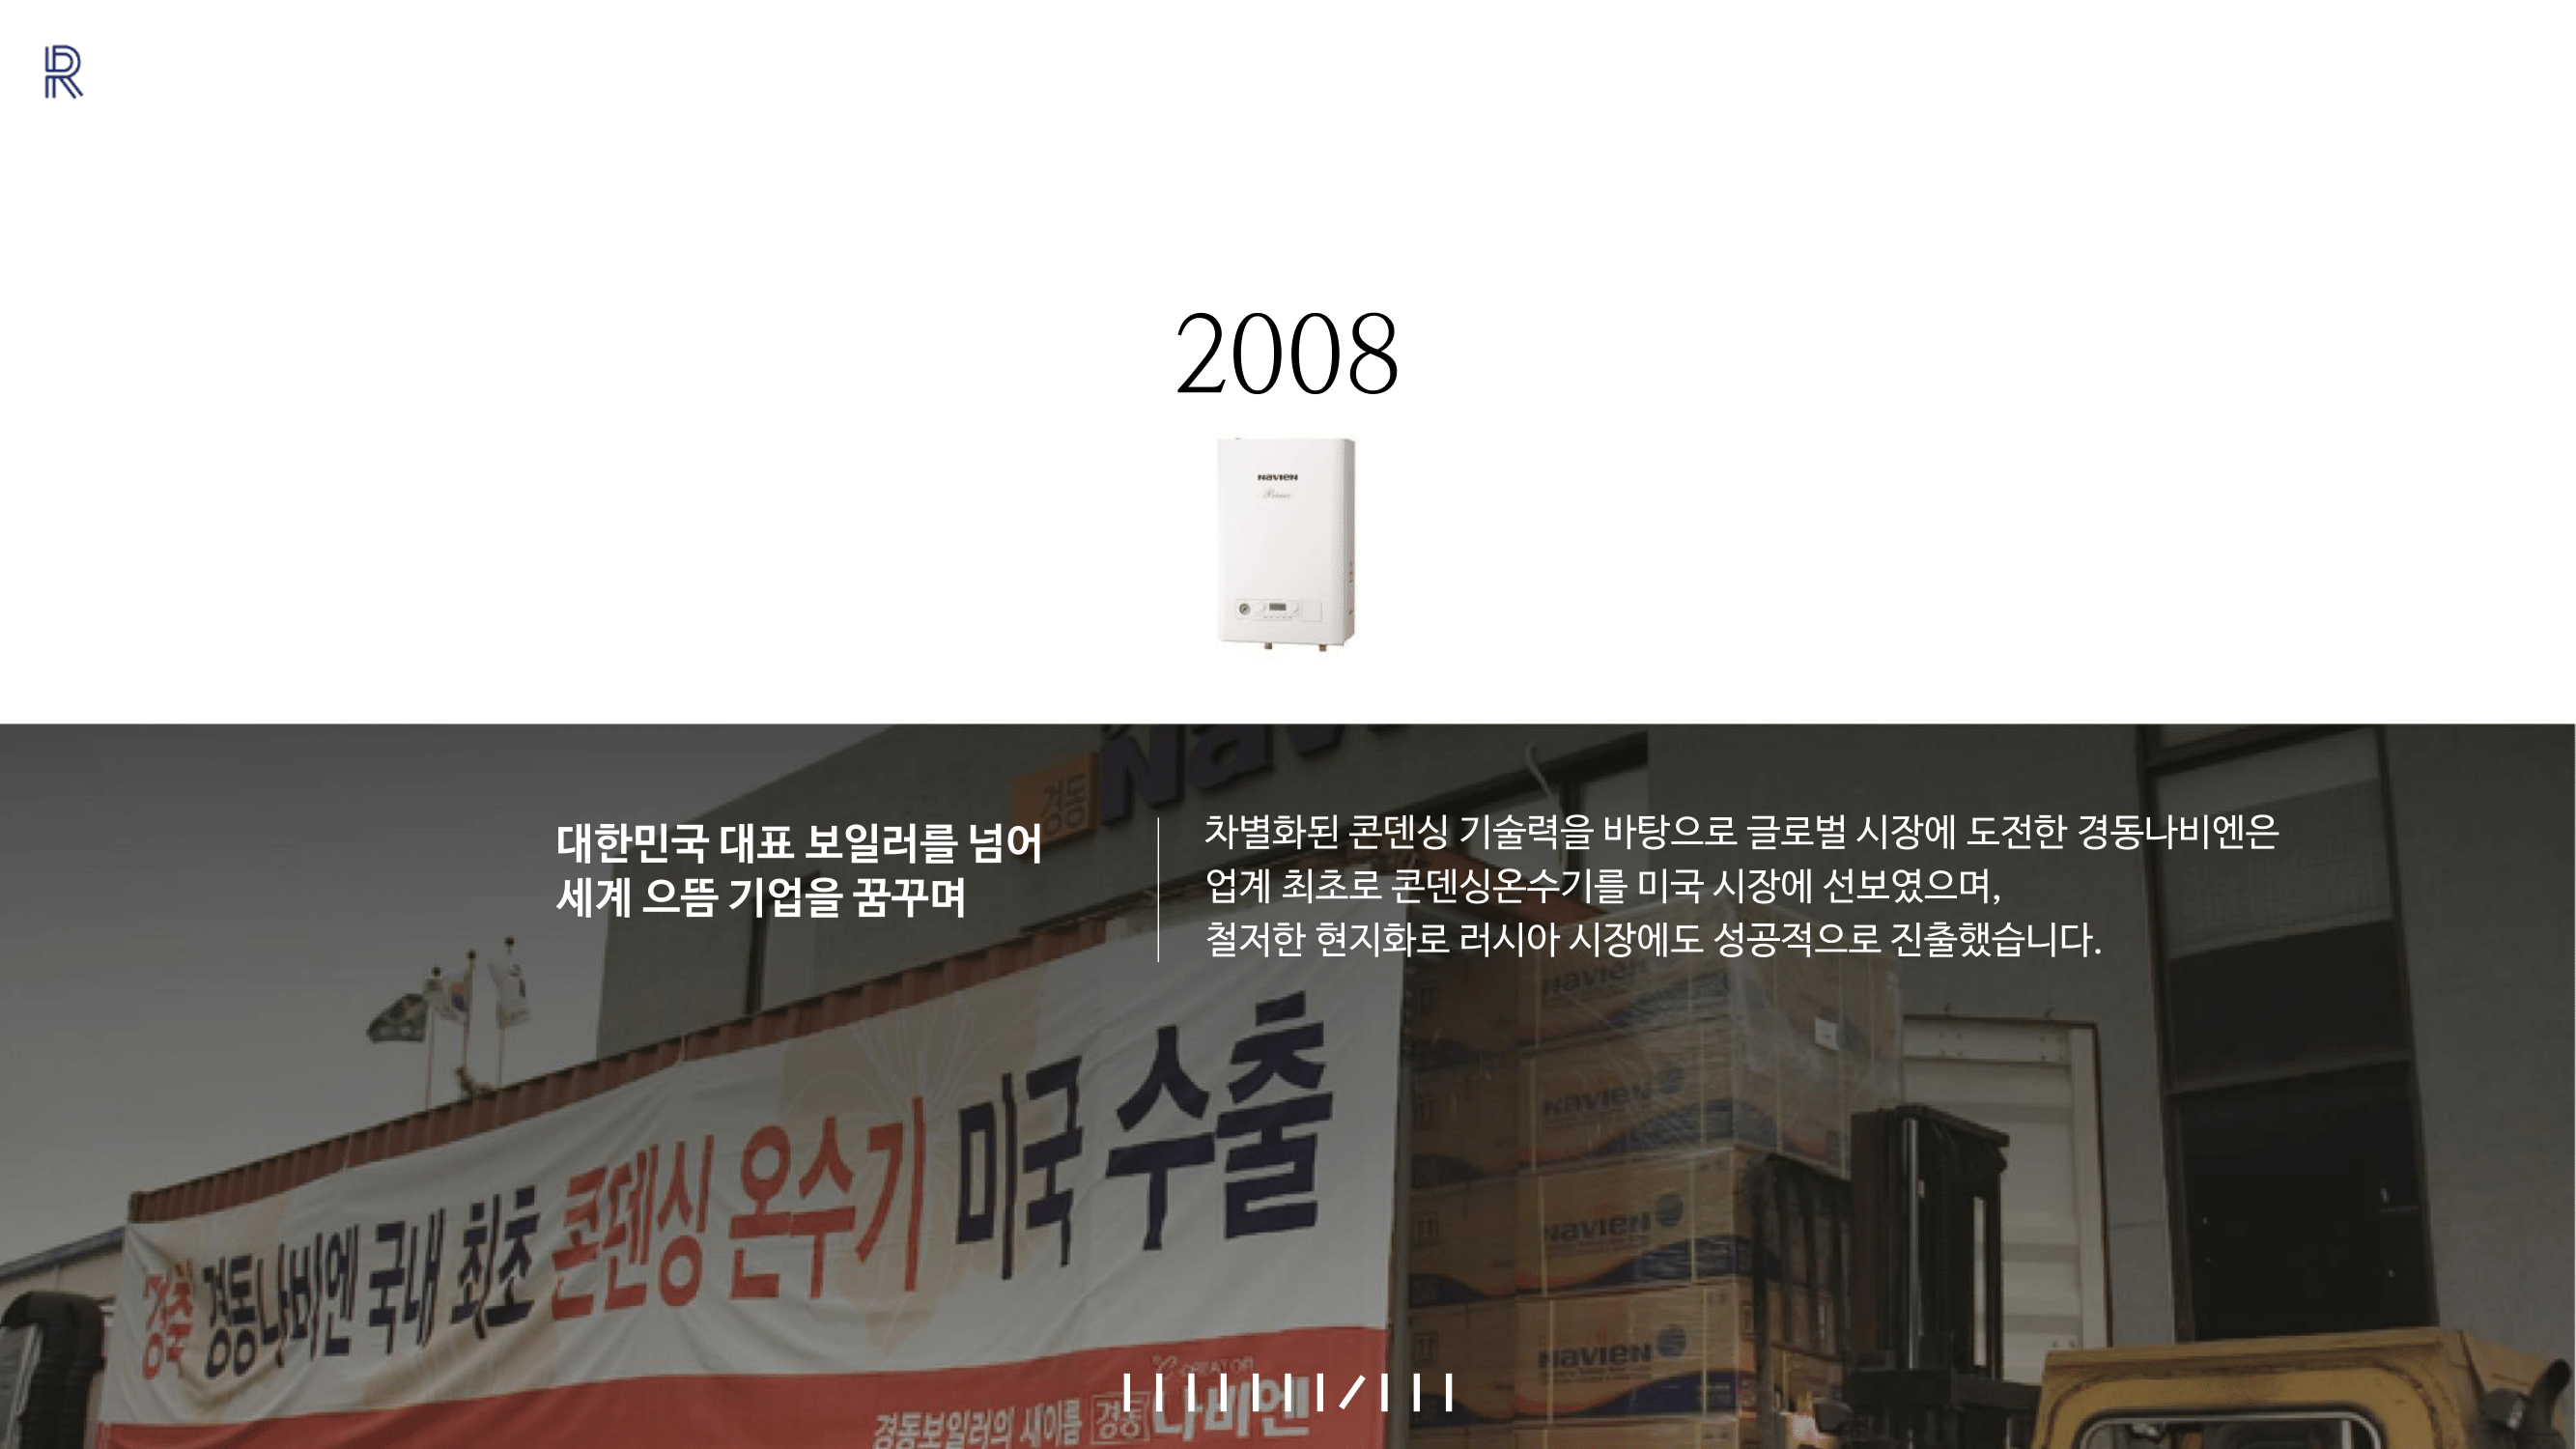 R
2008
NAVIEN
Prime
경동 Navi
대한민국 대표 보일러를 넘어
세계 으뜸 기업을 꿈꾸며
차별화된 콘덴싱 기술력을 바탕으로 글로벌 시장에 도전한 경동나비엔은
업계 최초로 콘덴싱온수기를 미국 시장에 선보였으며,
철저한 현지화로 러시아 시장에도 성공적으로 진출했습니다.
경축 경동나비엔 국내 최초 콘덴싱 온수기 미국 수출
NAVIEN
NAVIEN
NAVIEN
NAVIEN
CREATOR
경동보일러의 새이름 경동 나비엔